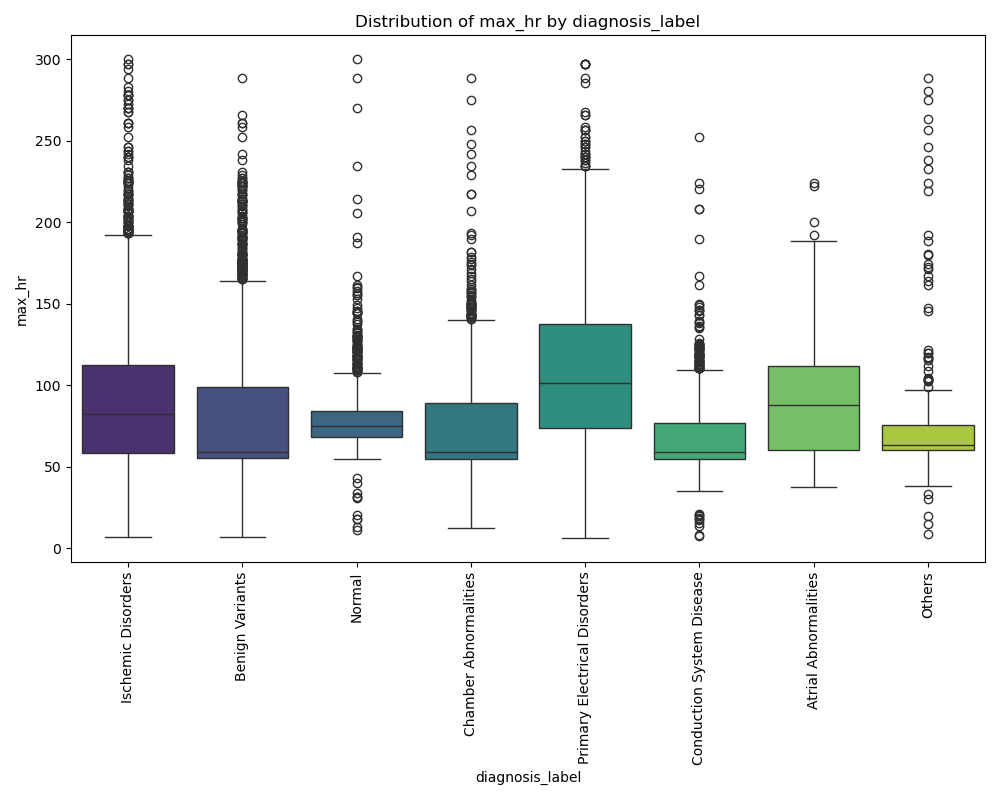 Distribution of max_hr by diagnosis_label
max_hr
300
250
200
150
100
50
0
Ischemic Disorders
Benign Variants
Normal
Chamber Abnormalities
Primary Electrical Disorders
Conduction System Disease
Atrial Abnormalities
Others
diagnosis_label